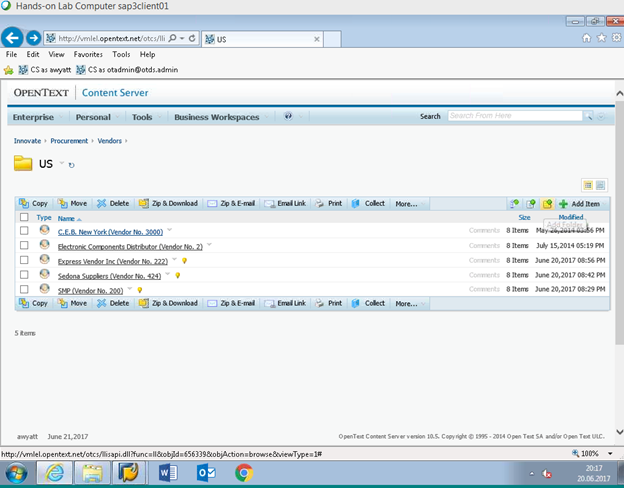 Hands-on Lab Computer sap3client01
http://vmlel.opentext.net/otcs/lli
US
File Edit View Favorites Tools Help
CS as awyatt CS as otadmin@otds.admin
OPENTEXT | Content Server
Enterprise Personal Tools Business Workspaces Search Search From Here
Innovate › Procurement › Vendors ›
US
Copy Move Delete Zip & Download Zip & E-mail Email Link Print Collect More... Add Item
Type Name Size Modified
Add Folder
C.E.B. New York (Vendor No. 3000) Comments 8 Items May 26,2014 03:56 PM
Electronic Components Distributor (Vendor No. 2) Comments 8 Items July 15,2014 05:19 PM
Express Vendor Inc (Vendor No. 222) Comments 8 Items June 20,2017 08:56 PM
Sedona Suppliers (Vendor No. 424) Comments 8 Items June 20,2017 08:42 PM
SMP (Vendor No. 200) Comments 8 Items June 20,2017 08:29 PM
Copy Move Delete Zip & Download Zip & E-mail Email Link Print Collect More...
5 items
awyatt June 21,2017 OpenText Content Server version 10.5. Copyright © 1995 - 2014 Open Text SA and/or Open Text ULC.
http://vmlel.opentext.net/otcs/llisapi.dll?func=ll&objId=656339&objAction=browse&viewType=1# 100%
20:17
20.06.2017